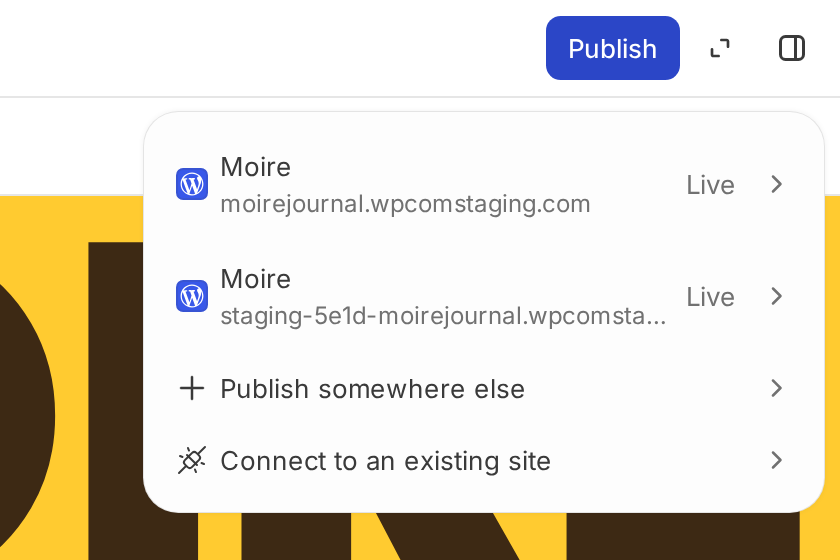 Publish
Moire
moirejournal.wpcomstaging.com
Live
Moire
staging-5e1d-moirejournal.wpcomsta...
Live
Publish somewhere else
Connect to an existing site